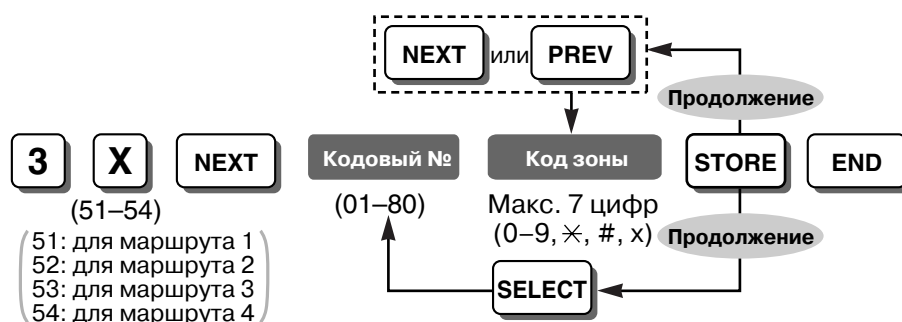 NEXT или PREV
Продолжение
3 X NEXT Кодовый № Код зоны STORE END
(51–54) (01–80) Макс. 7 цифр
(0–9, ✳, #, x) Продолжение
51: для маршрута 1
52: для маршрута 2
53: для маршрута 3
54: для маршрута 4
SELECT